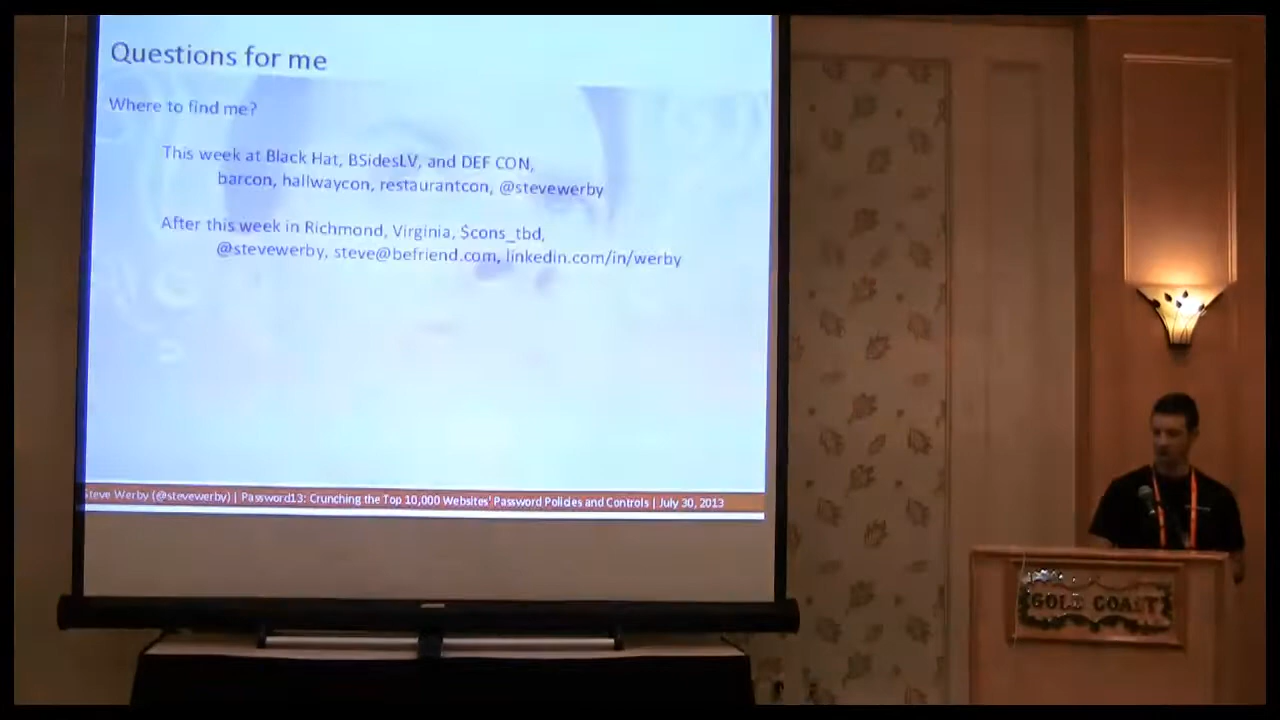 Questions for me
Where to find me?
This week at Black Hat, BSidesLV, and DEF CON,
barcon, hallwaycon, restaurantcon, @stevewerby
After this week in Richmond, Virginia, $cons_tbd,
@stevewerby, steve@befriend.com, linkedin.com/in/werby
Steve Werby (@stevewerby) | Password13: Crunching the Top 10,000 Websites' Password Policies and Controls | July 30, 2013
GOLD COAST